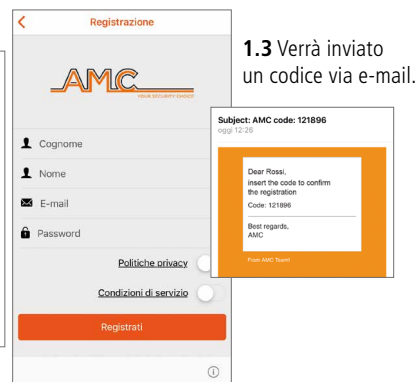 Registrazione
AMC
YOUR SECURITY CHOICE
Cognome
Nome
E-mail
Password
Politiche privacy
Condizioni di servizio
Registrati
1.3 Verrà inviato
un codice via e-mail.
Subject: AMC code: 121896
oggi 12:26
Dear Rossi,
insert the code to confirm
the registration
Code: 121896
Best regards,
AMC
From AMC Team!